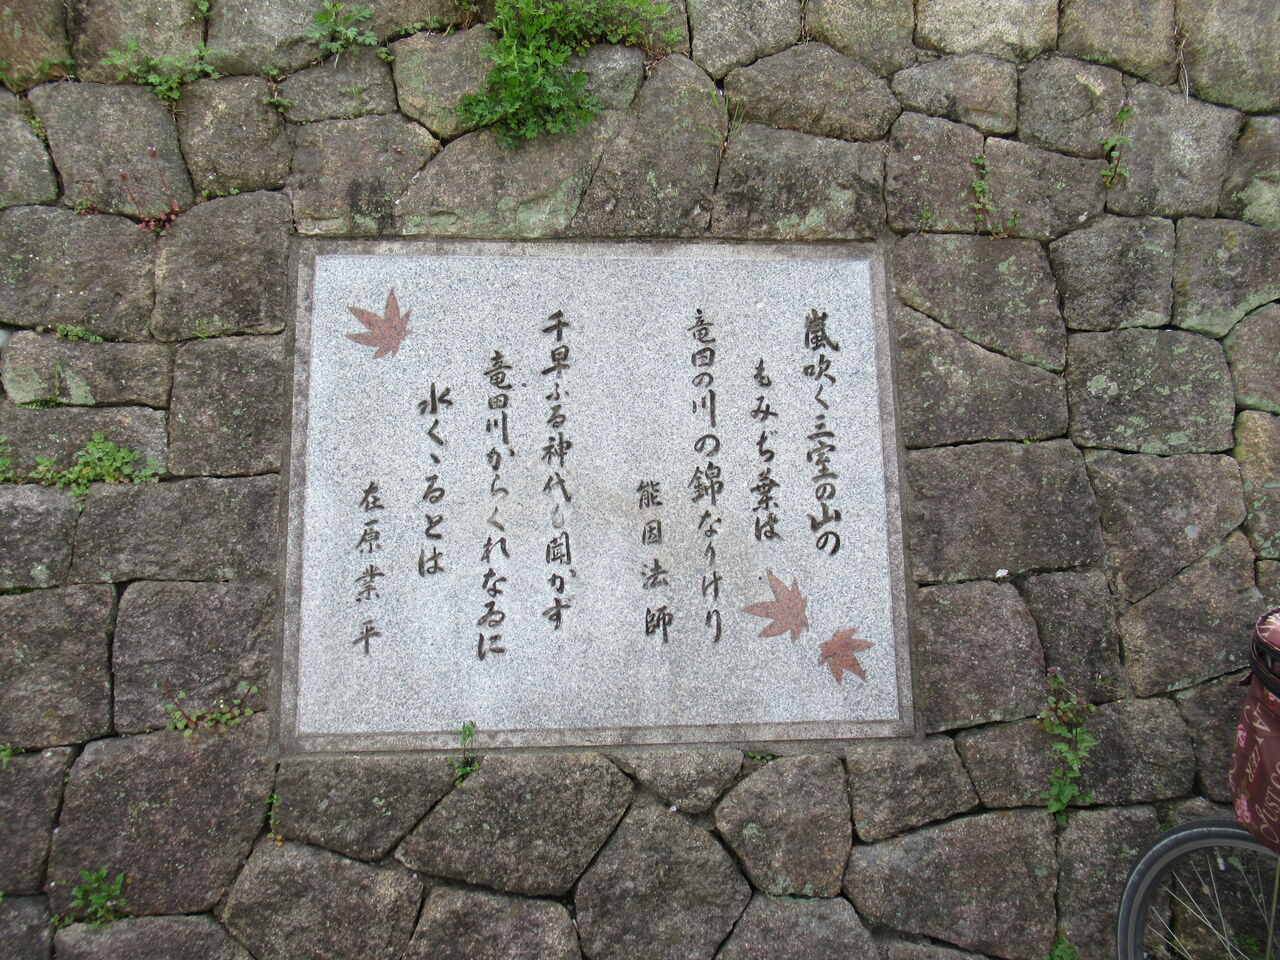 嵐吹く三室の山の
もみぢ葉は
竜田の川の錦なりけり
能因法師
千早ふる神代も聞かず
竜田川からくれなゐに
水くゝるとは
在原業平